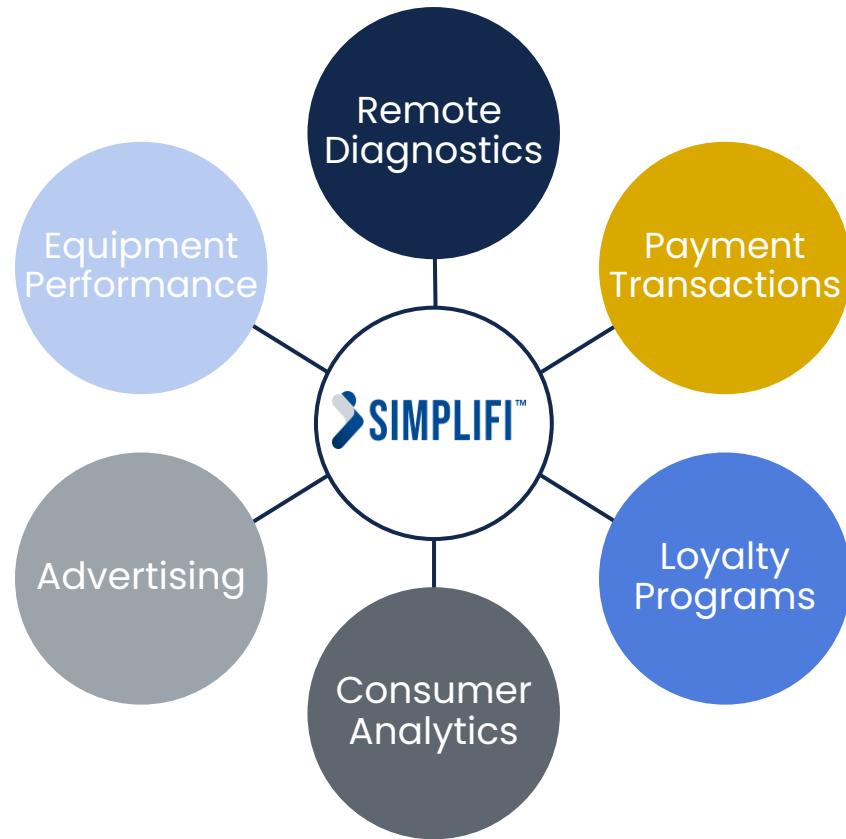 Remote
Diagnostics
Equipment
Performance
Payment
Transactions
SIMPLIFI™
Advertising
Loyalty
Programs
Consumer
Analytics